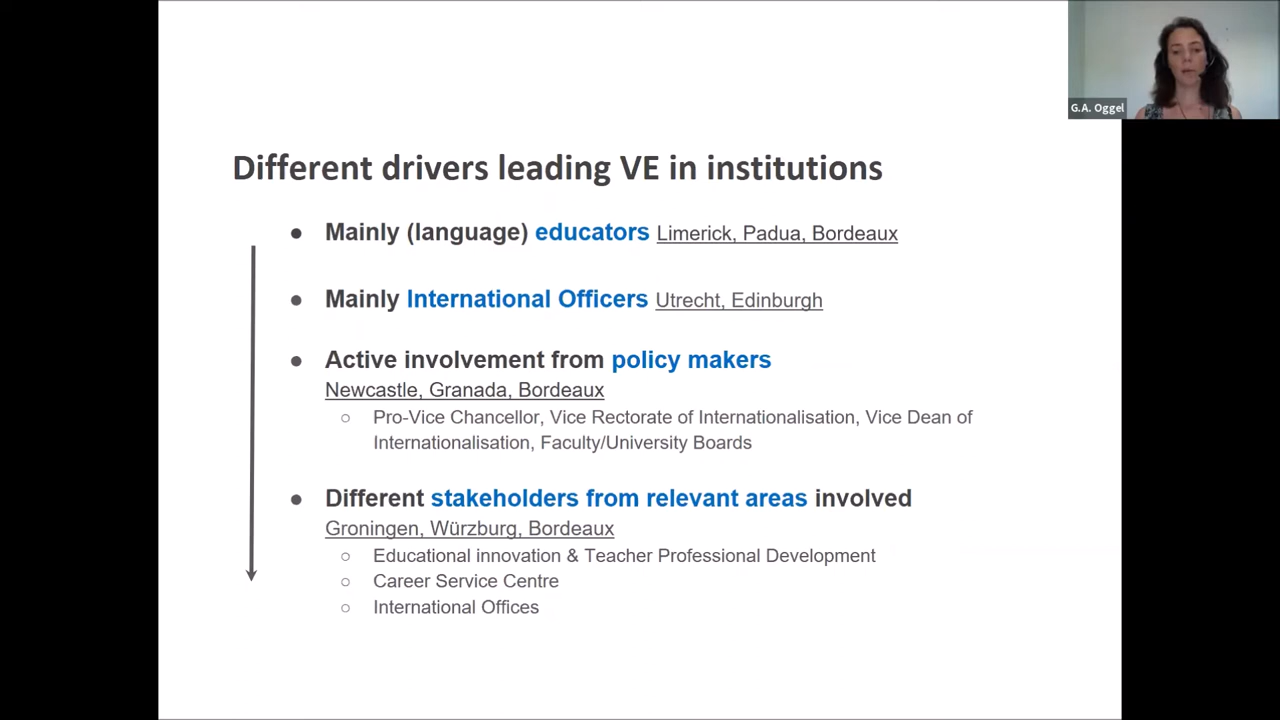 G.A. Oggel
Different drivers leading VE in institutions
● Mainly (language) educators Limerick, Padua, Bordeaux
● Mainly International Officers Utrecht, Edinburgh
● Active involvement from policy makers
Newcastle, Granada, Bordeaux
○ Pro-Vice Chancellor, Vice Rectorate of Internationalisation, Vice Dean of
Internationalisation, Faculty/University Boards
● Different stakeholders from relevant areas involved
Groningen, Würzburg, Bordeaux
○ Educational innovation & Teacher Professional Development
○ Career Service Centre
○ International Offices